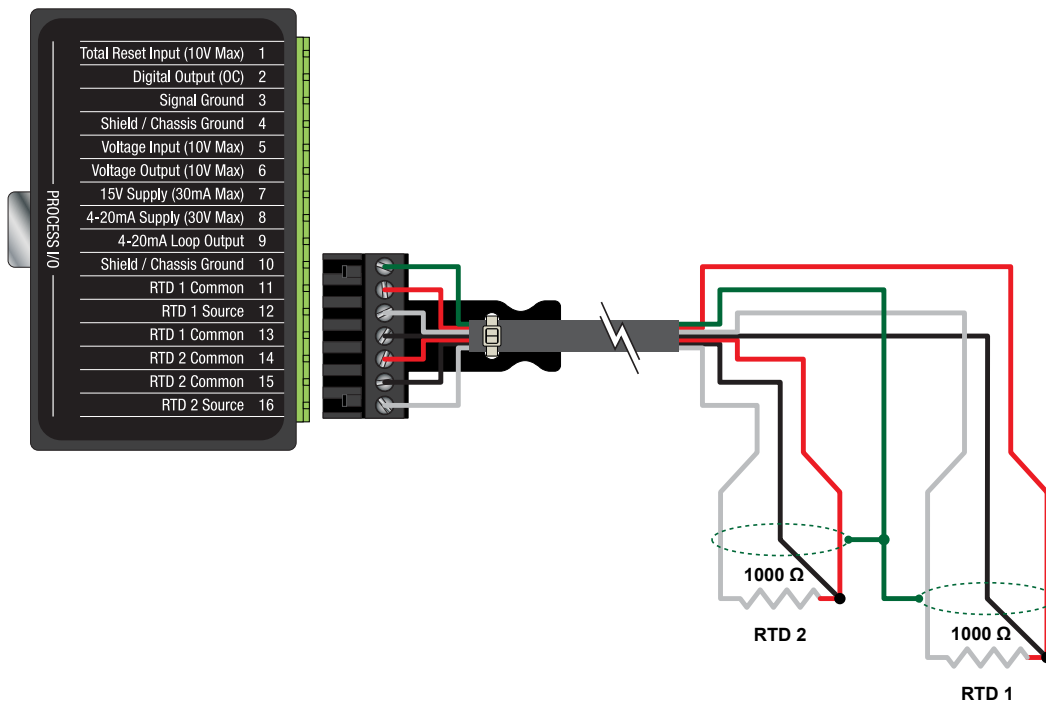 PROCESS I/O
Total Reset Input (10V Max) 1
Digital Output (OC) 2
Signal Ground 3
Shield / Chassis Ground 4
Voltage Input (10V Max) 5
Voltage Output (10V Max) 6
15V Supply (30mA Max) 7
4-20mA Supply (30V Max) 8
4-20mA Loop Output 9
Shield / Chassis Ground 10
RTD 1 Common 11
RTD 1 Source 12
RTD 1 Common 13
RTD 2 Common 14
RTD 2 Common 15
RTD 2 Source 16
1000 Ω
RTD 2
1000 Ω
RTD 1